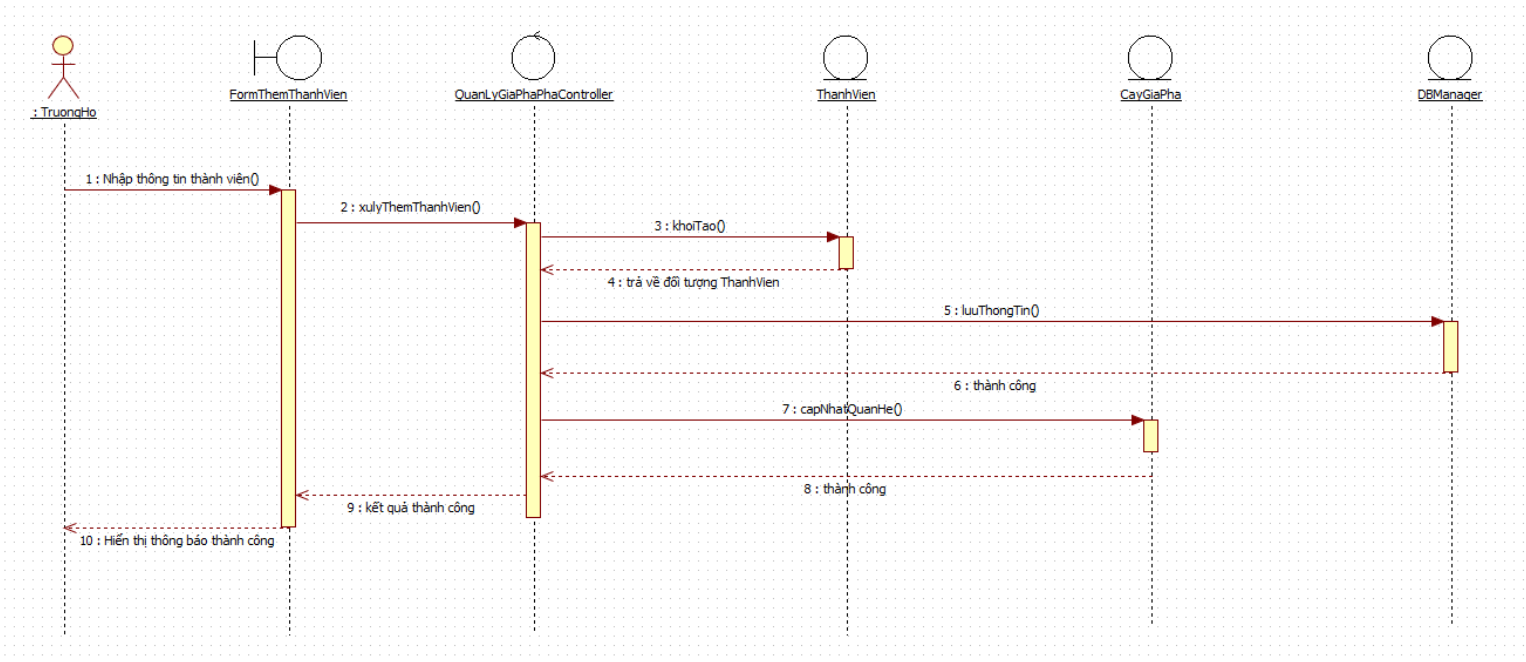 : TruongHo
FormThemThanhVien
QuanLyGiaPhaPhaController
ThanhVien
CayGiaPha
DBManager
1 : Nhập thông tin thành viên()
2 : xulyThemThanhVien()
3 : khoiTao()
4 : trả về đối tượng ThanhVien
5 : luuThongTin()
6 : thành công
7 : capNhatQuanHe()
8 : thành công
9 : kết quả thành công
10 : Hiển thị thông báo thành công